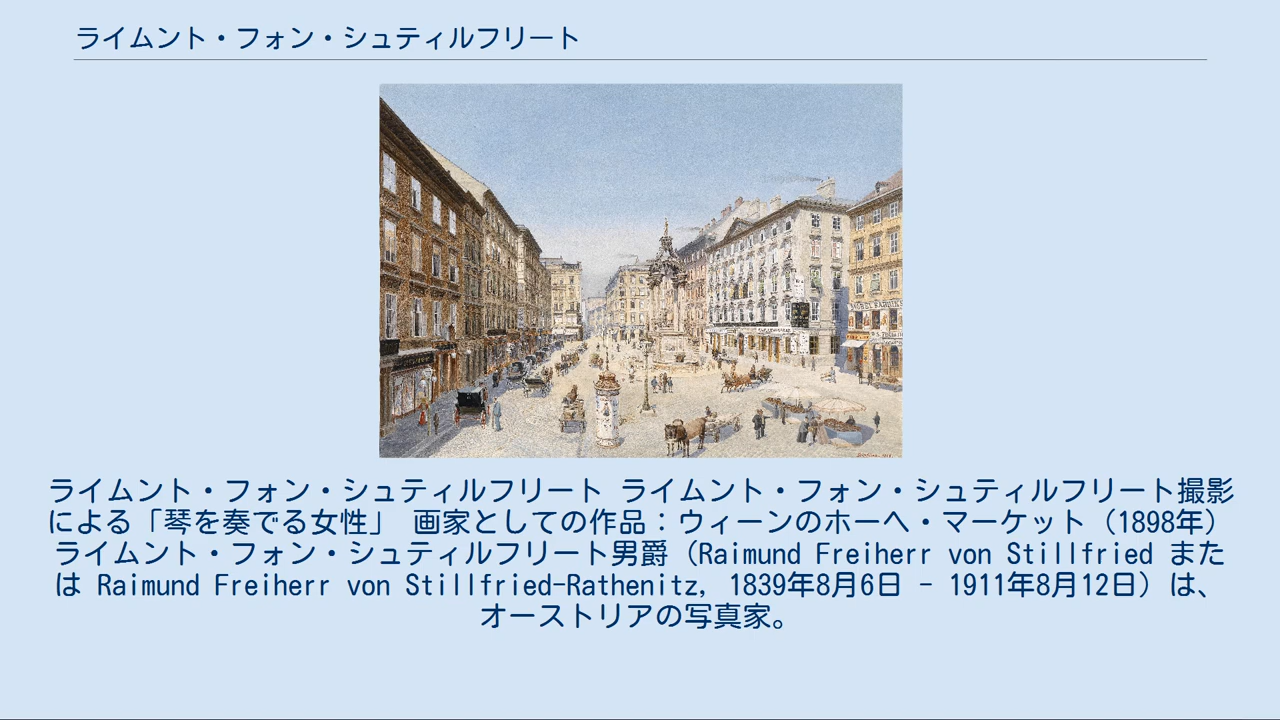 ライムント・フォン・シュティルフリート
ライムント・フォン・シュティルフリート ライムント・フォン・シュティルフリート撮影
による「琴を奏でる女性」 画家としての作品：ウィーンのホーヘ・マーケット（1898年）
ライムント・フォン・シュティルフリート男爵（Raimund Freiherr von Stillfried また
は Raimund Freiherr von Stillfried-Rathenitz, 1839年8月6日 - 1911年8月12日）は、
オーストリアの写真家。